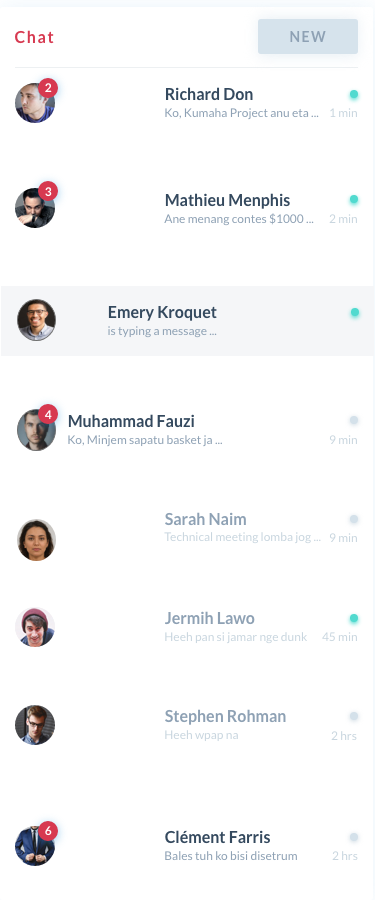 Chat
NEW
2
Richard Don
Ko, Kumaha Project anu eta ...
1 min
3
Mathieu Menphis
Ane menang contes $1000 ...
2 min
Emery Kroquet
is typing a message ...
4
Muhammad Fauzi
Ko, Minjem sapatu basket ja ...
9 min
Sarah Naim
Technical meeting lomba jog ...
9 min
Jermih Lawo
Heeh pan si jamar nge dunk
45 min
Stephen Rohman
Heeh wpap na
2 hrs
6
Clément Farris
Bales tuh ko bisi disetrum
2 hrs